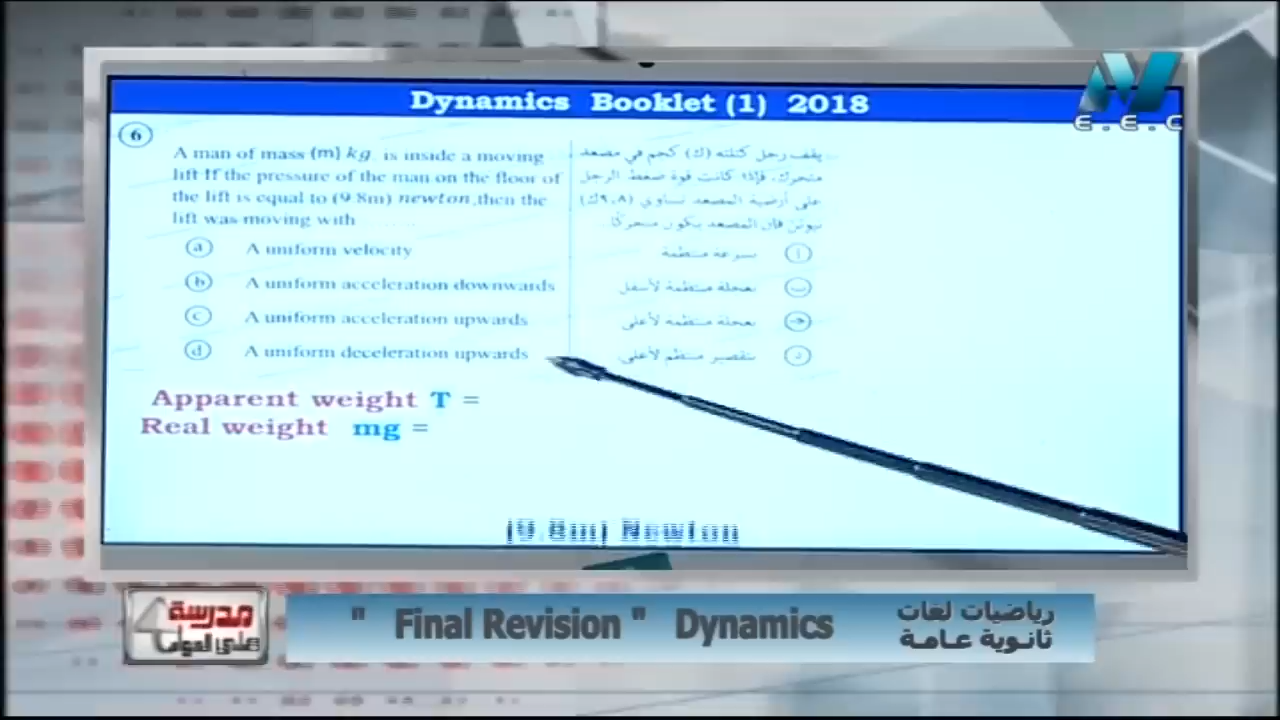 Dynamics Booklet (1) 2018
E.E.C
6
A man of mass (m) kg. is inside a moving
lift If the pressure of the man on the floor of
the lift is equal to (9 8m) newton ,then the
lift was moving with ......
a A uniform velocity
b A uniform acceleration downwards
c A uniform acceleration upwards
d A uniform deceleration upwards
يقف رجل كتلته (ك) كجم في مصعد
متحرك، فإذا كانت قوة ضغط الرجل
على أرضية المصعد تساوي (٩,٨ك)
نيوتن فإن المصعد يكون متحركًا
أ بسرعة منتظمة
ب بعجلة منتظمة لأسفل
ج بعجلة منتظمة لأعلى
د بتقصير منتظم لأعلى
Apparent weight T =
Real weight mg =
(9.8m) Newton
مدرسة
على الهواء
" Final Revision " Dynamics
رياضيات لغات
ثانوية عامة